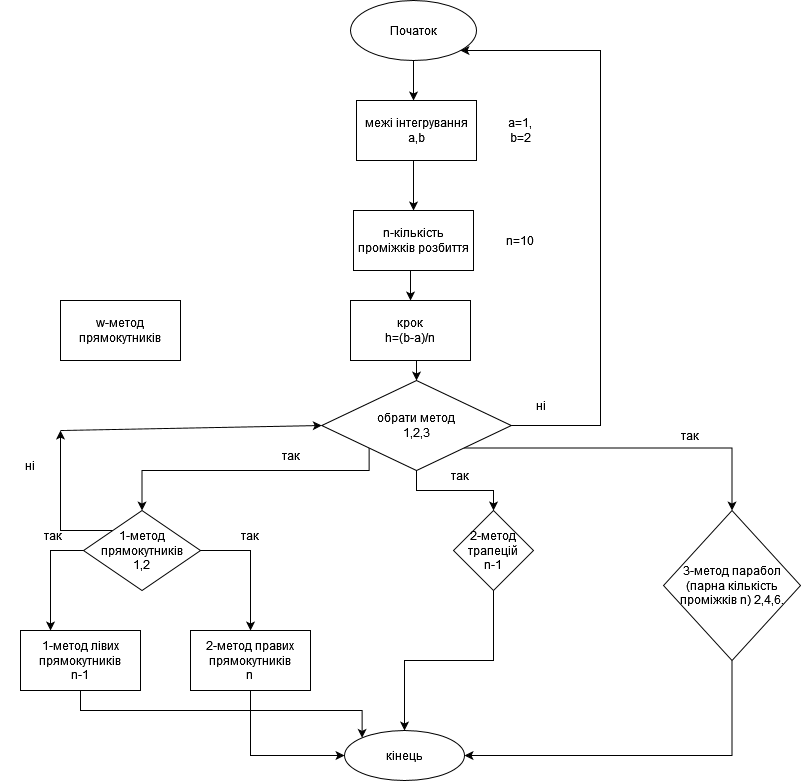 Початок
межі інтегрування
a,b
a=1,
b=2
n-кількість
проміжків розбиття
n=10
w-метод
прямокутників
крок
h=(b-a)/n
обрати метод
1,2,3
ні
так
так
так
ні
так
1-метод
прямокутників
1,2
так
2-метод
трапецій
n-1
3-метод парабол
(парна кількість
проміжків n) 2,4,6.
1-метод лівих
прямокутників
n-1
2-метод правих
прямокутників
n
кінець